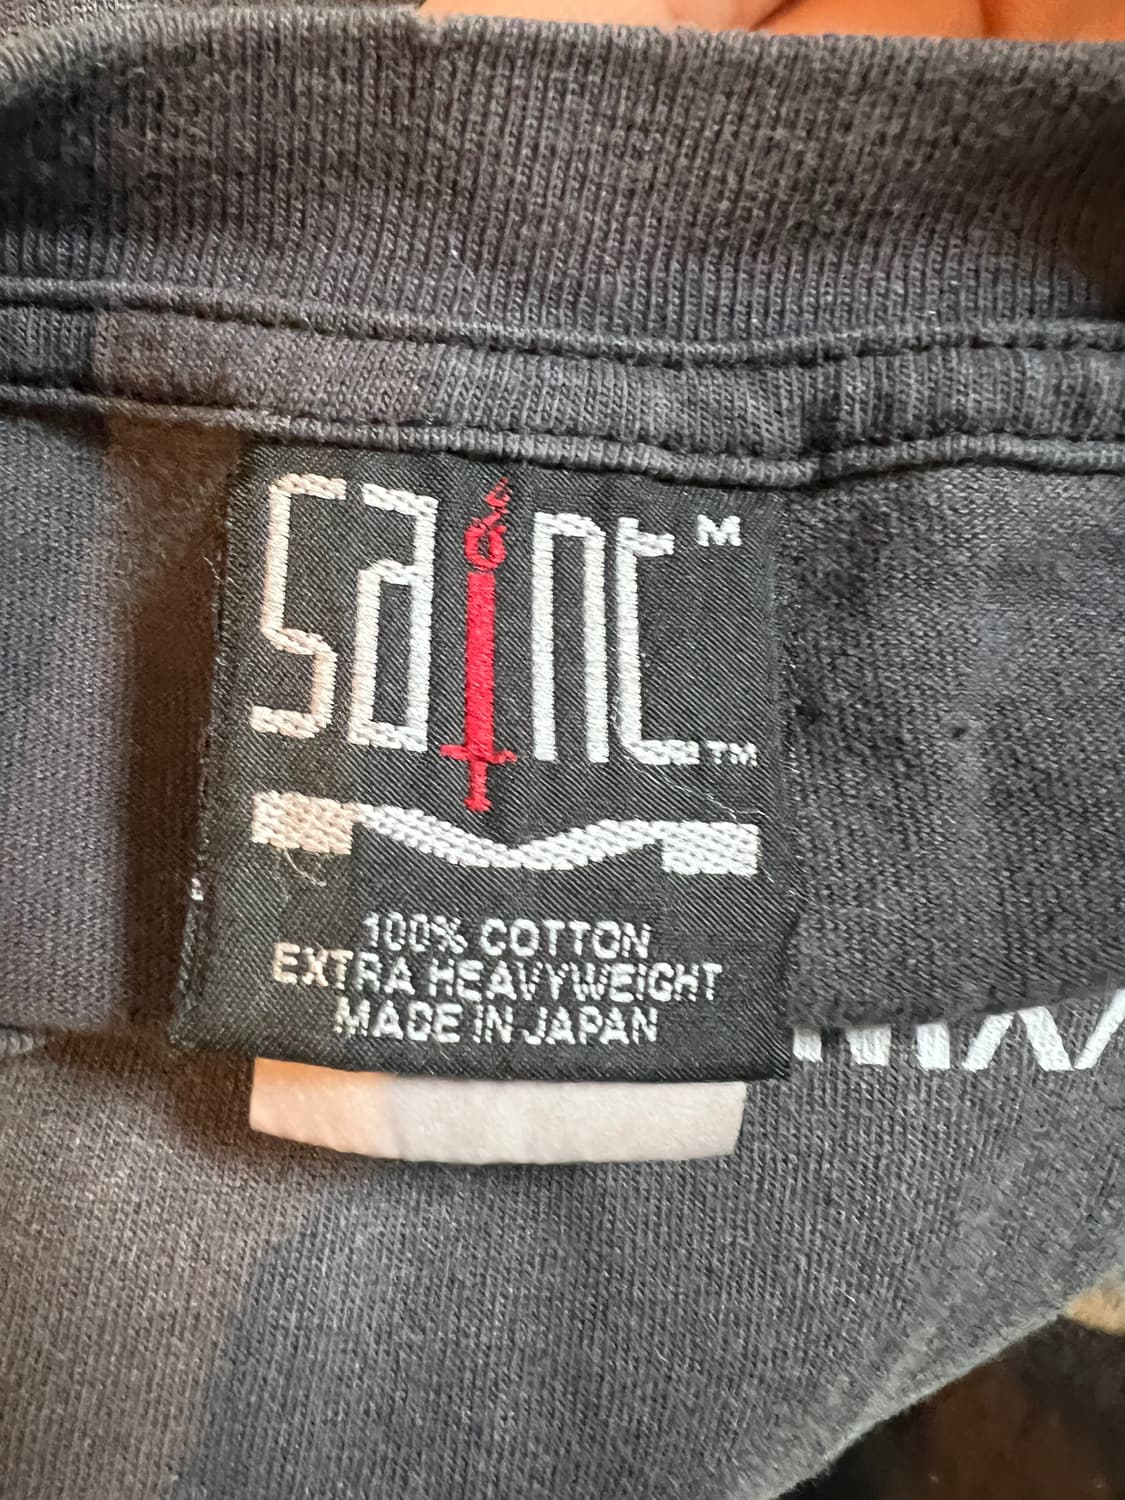 saint M
TM
100% COTTON
EXTRA HEAVYWEIGHT
MADE IN JAPAN